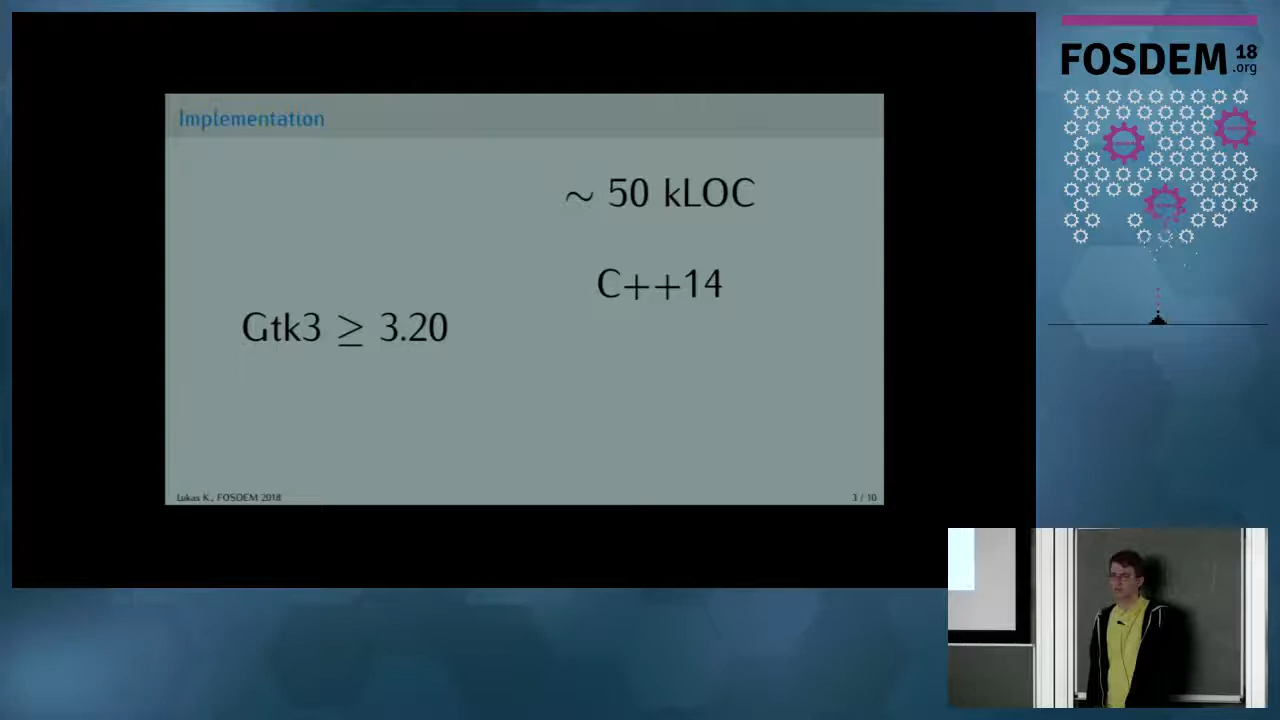 Implementation
~ 50 kLOC
C++14
Gtk3 ≥ 3.20
Lukas K., FOSDEM 2018
3 / 10
FOSDEM 18
.org